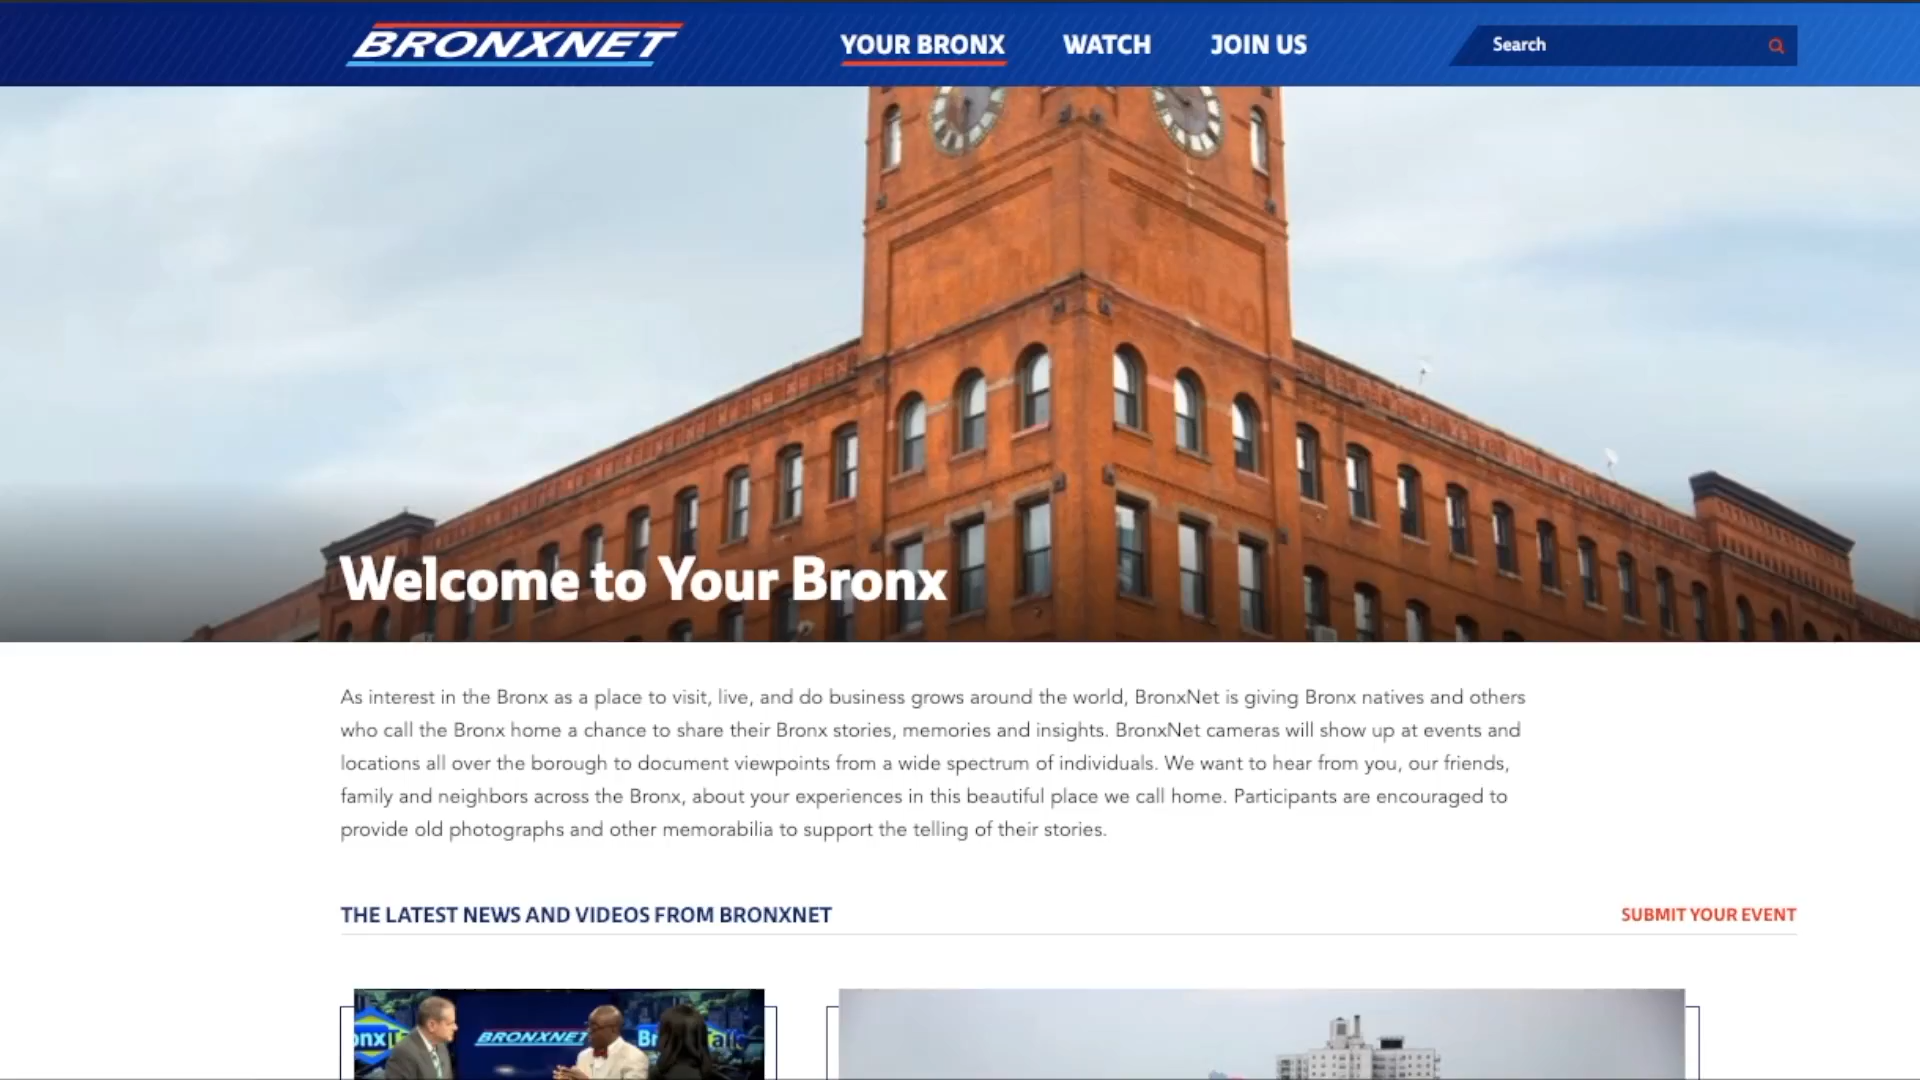 BRONXNET
YOUR BRONX
WATCH
JOIN US
Search
Welcome to Your Bronx
As interest in the Bronx as a place to visit, live, and do business grows around the world, BronxNet is giving Bronx natives and others
who call the Bronx home a chance to share their Bronx stories, memories and insights. BronxNet cameras will show up at events and
locations all over the borough to document viewpoints from a wide spectrum of individuals. We want to hear from you, our friends,
family and neighbors across the Bronx, about your experiences in this beautiful place we call home. Participants are encouraged to
provide old photographs and other memorabilia to support the telling of their stories.
THE LATEST NEWS AND VIDEOS FROM BRONXNET
SUBMIT YOUR EVENT
BRONXNET